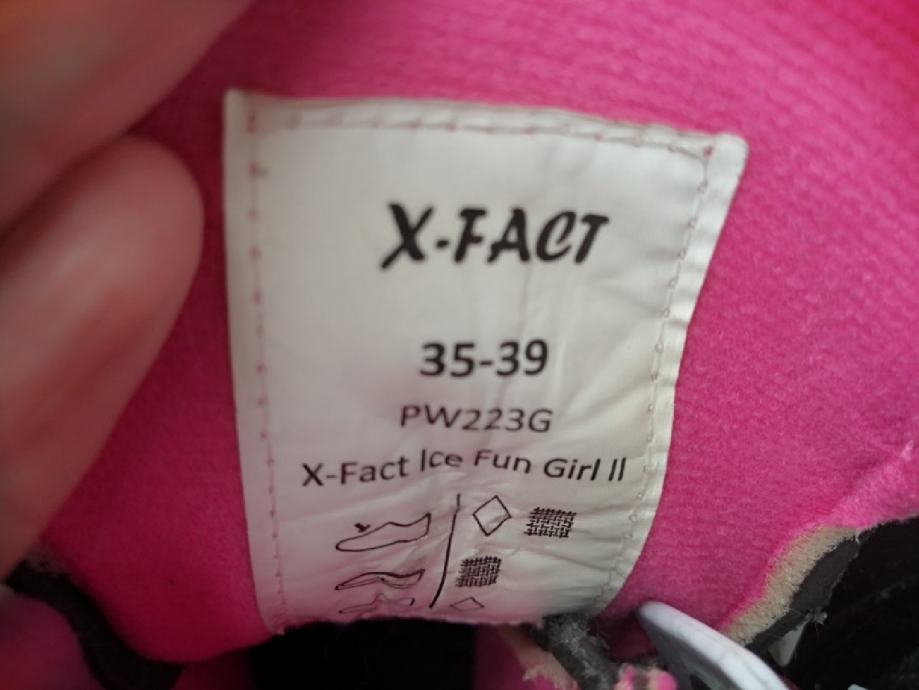 X-FACT
35-39
PW223G
X-Fact Ice Fun Girl II